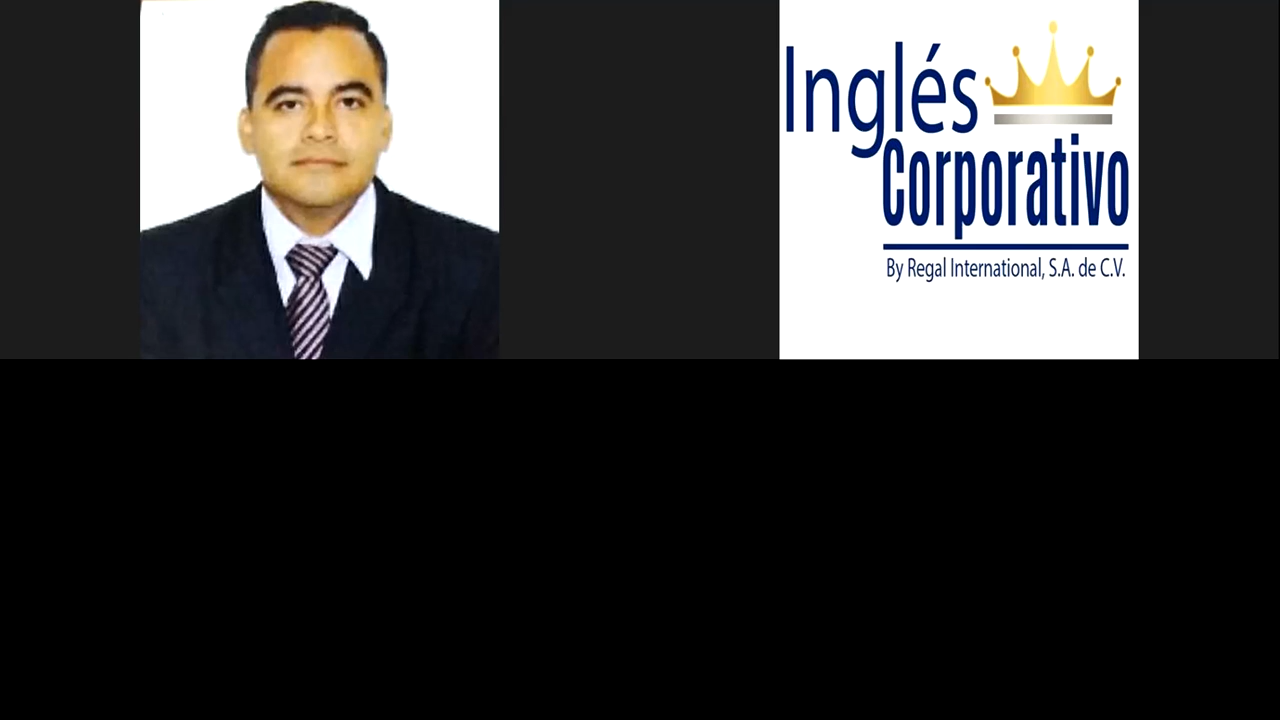 Inglés
Corporativo
By Regal International, S.A. de C.V.